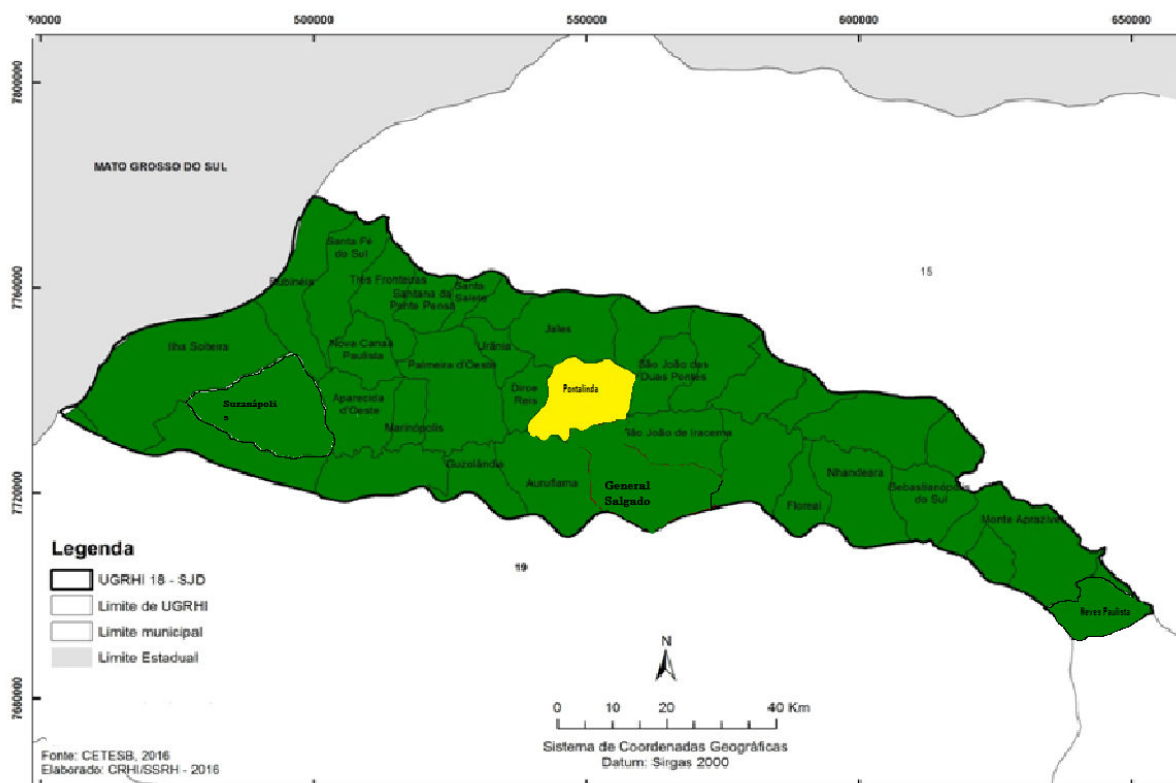 50000 500000 550000 600000 650000
7800000
7760000
7720000
7680000
MATO GROSSO DO SUL
15
Santa Fé
do Sul
Rubinéia
Três Fronteiras
Santana da
Ponte Pensa
Santa
Salete
Jales
Ilha Solteira
Nova Canaã
Paulista
Urânia
Palmeira d'Oeste
São João das
Duas Pontes
Pontalinda
Dirce
Reis
Suzanápoli
s
Aparecida
d'Oeste
Marinópolis
São João de Iracema
Guzolândia
Auriflama
General
Salgado
Nhandeara
Floreal
Sebastianópolis
do Sul
Monte Aprazível
Neves Paulista
19
Legenda
UGRHI 18 - SJD
Limite de UGRHI
Limite municipal
Limite Estadual
N
0 10 20 40 Km
Sistema de Coordenadas Geográficas
Datum: Sirgas 2000
Fonte: CETESB, 2016
Elaborado: CRHI/SSRH - 2016